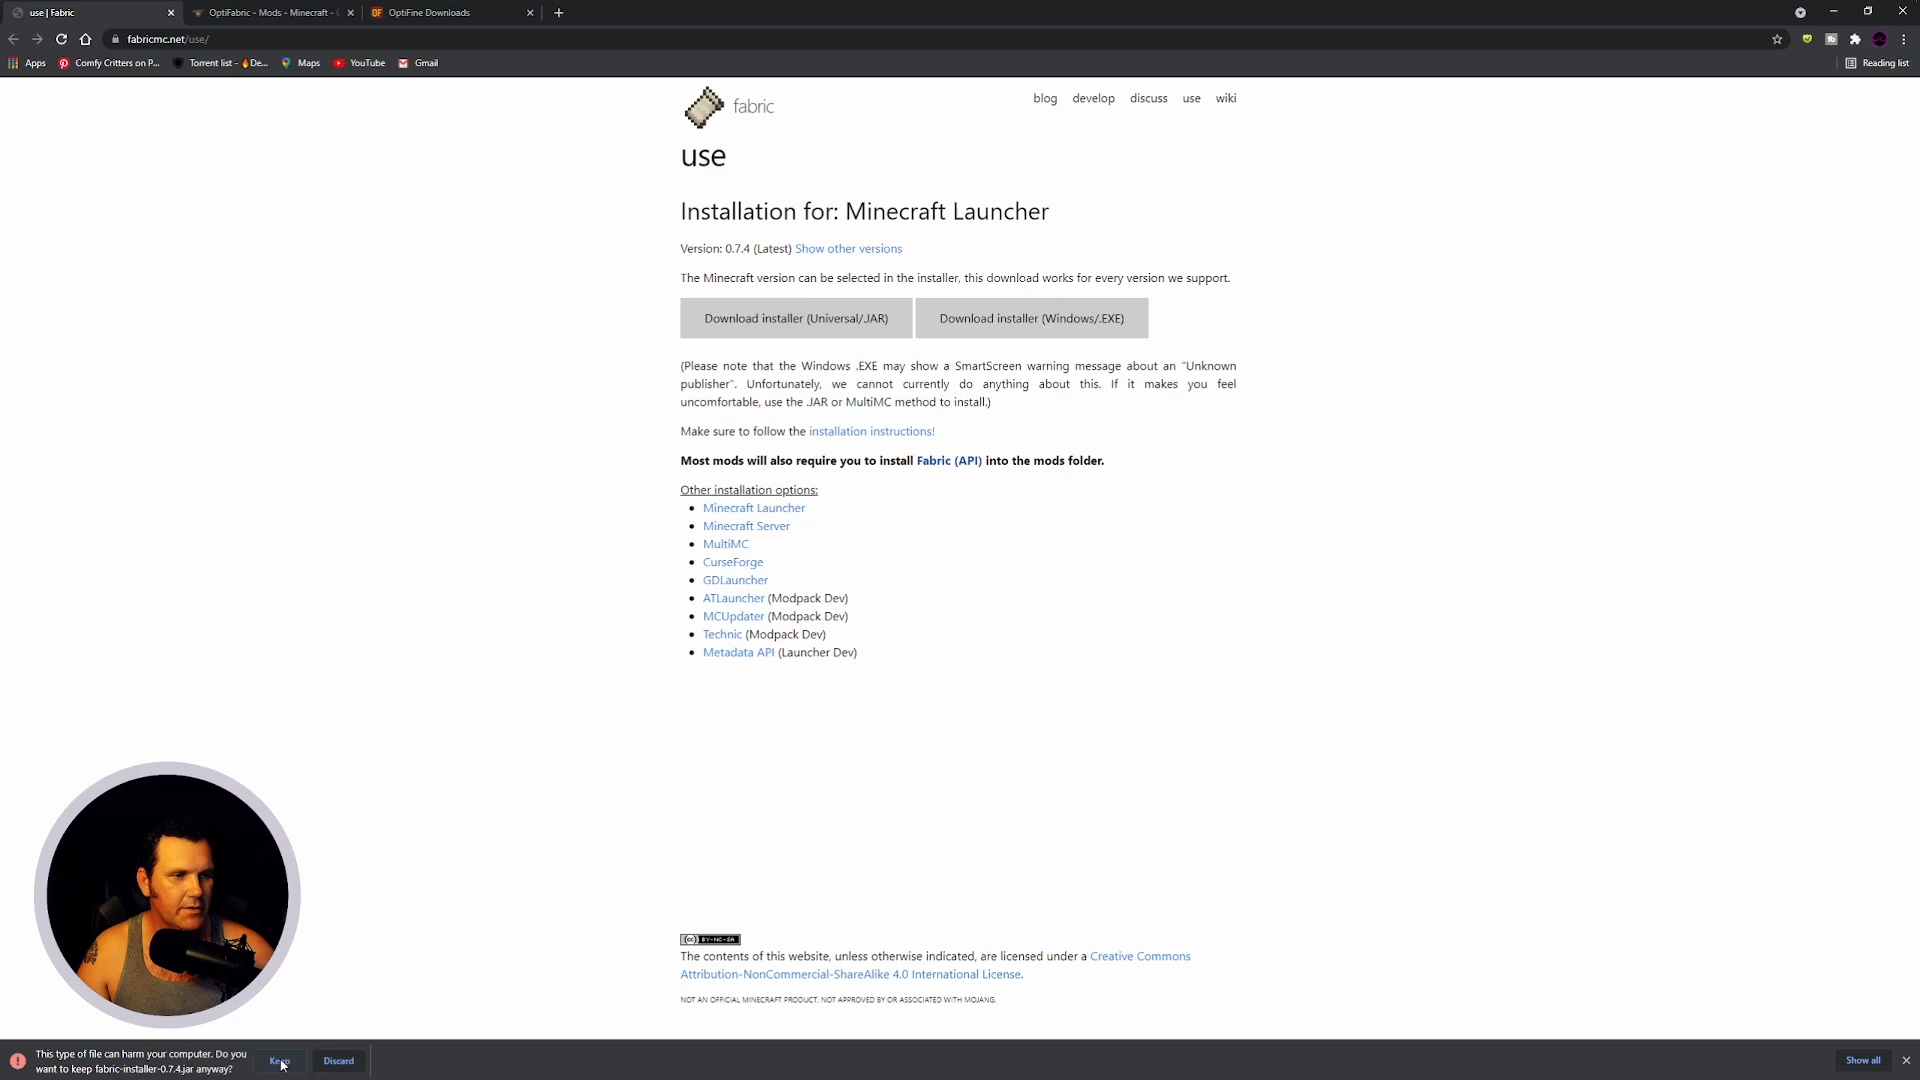 use | Fabric
OptiFabric - Mods - Minecraft -
OptiFine Downloads
fabricmc.net/use/
Apps
Comfy Critters on P...
Torrent list - 🔥De...
Maps
YouTube
Gmail
Reading list
fabric
blog
develop
discuss
use
wiki
use
Installation for: Minecraft Launcher
Version: 0.7.4 (Latest) Show other versions
The Minecraft version can be selected in the installer, this download works for every version we support.
Download installer (Universal/.JAR)
Download installer (Windows/.EXE)
(Please note that the Windows .EXE may show a SmartScreen warning message about an "Unknown
publisher". Unfortunately, we cannot currently do anything about this. If it makes you feel
uncomfortable, use the .JAR or MultiMC method to install.)
Make sure to follow the installation instructions!
Most mods will also require you to install Fabric (API) into the mods folder.
Other installation options:
Minecraft Launcher
Minecraft Server
MultiMC
CurseForge
GDLauncher
ATLauncher (Modpack Dev)
MCUpdater (Modpack Dev)
Technic (Modpack Dev)
Metadata API (Launcher Dev)
(cc) BY-NC-SA
The contents of this website, unless otherwise indicated, are licensed under a Creative Commons
Attribution-NonCommercial-ShareAlike 4.0 International License.
NOT AN OFFICIAL MINECRAFT PRODUCT. NOT APPROVED BY OR ASSOCIATED WITH MOJANG.
This type of file can harm your computer. Do you
want to keep fabric-installer-0.7.4.jar anyway?
Keep
Discard
Show all